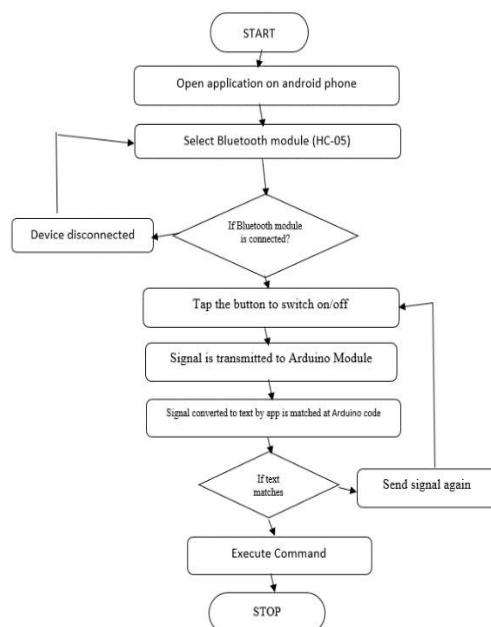 START
Open application on android phone
Select Bluetooth module (HC-05)
If Bluetooth module
is connected?
Device disconnected
Tap the button to switch on/off
Signal is transmitted to Arduino Module
Signal converted to text by app is matched at Arduino code
If text
matches
Send signal again
Execute Command
STOP